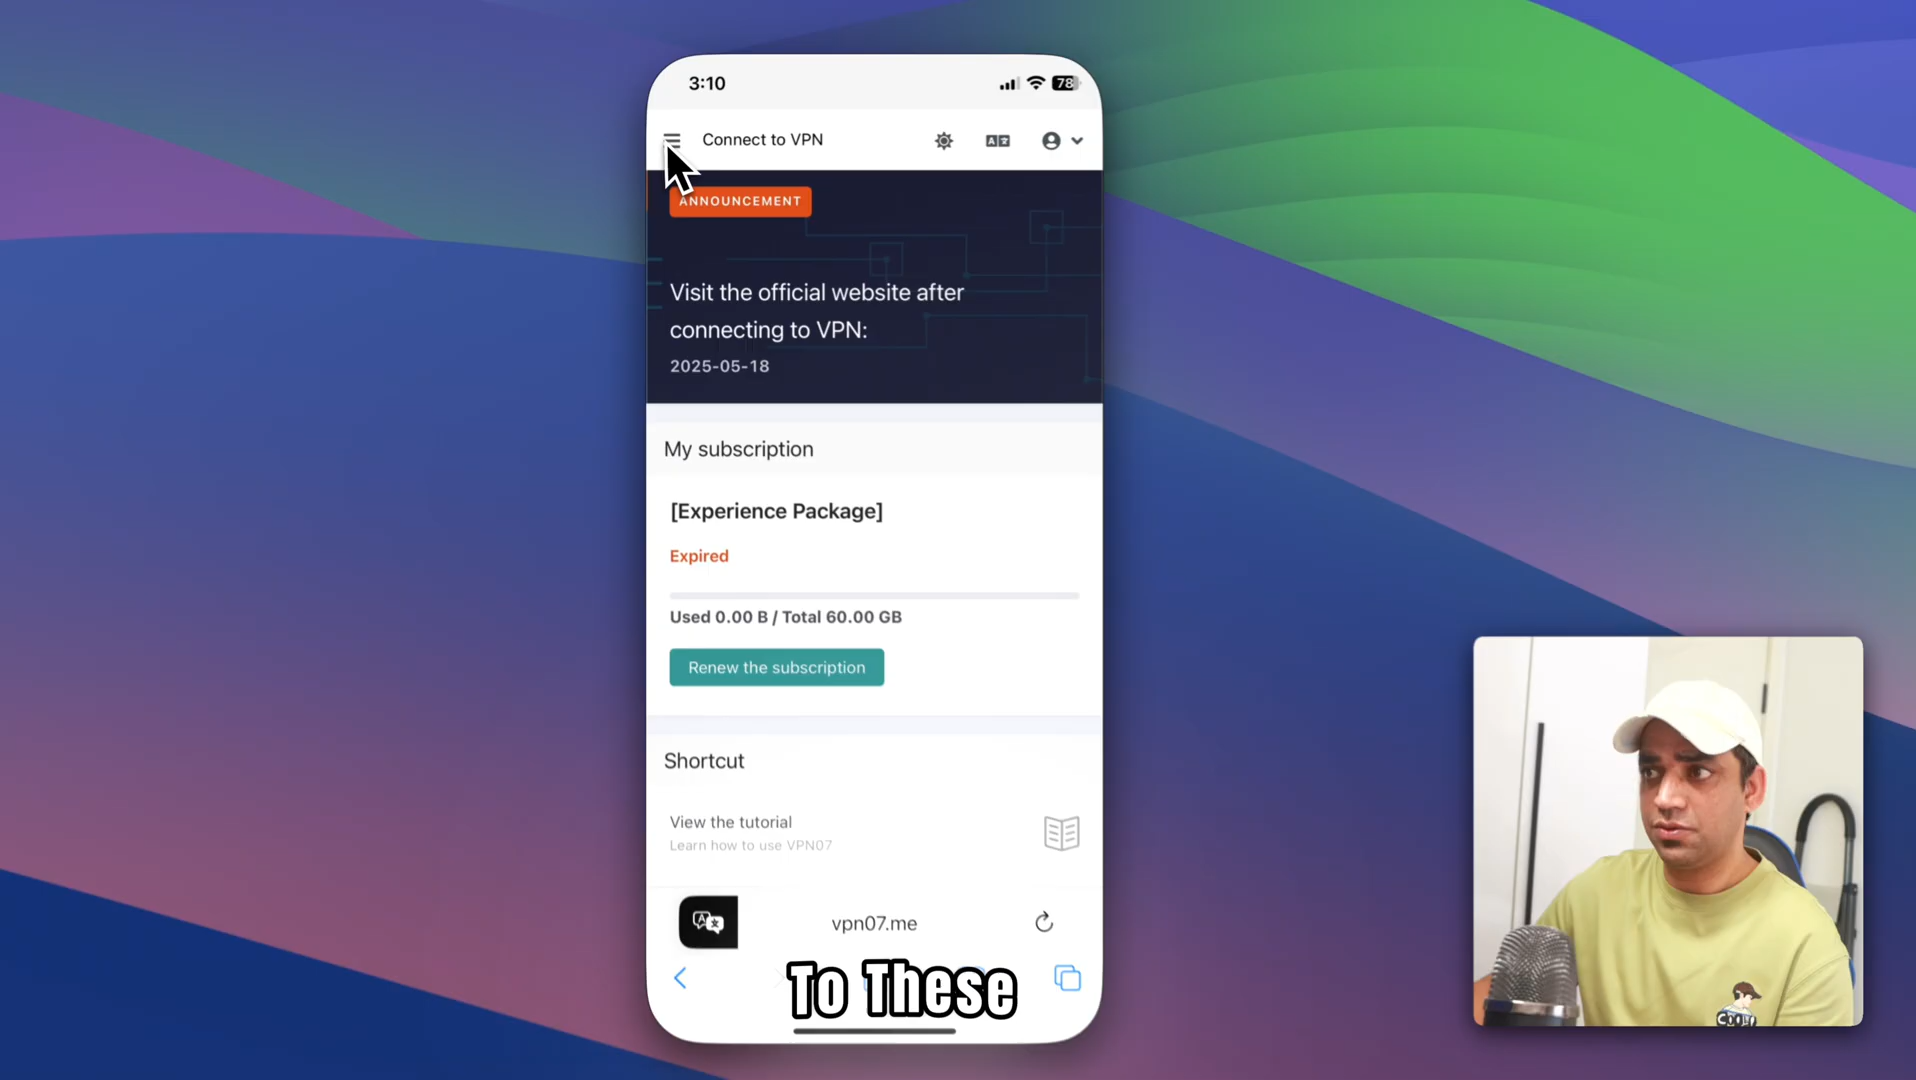 3:10
78
Connect to VPN
ANNOUNCEMENT
Visit the official website after
connecting to VPN:
2025-05-18
My subscription
[Experience Package]
Expired
Used 0.00 B / Total 60.00 GB
Renew the subscription
Shortcut
View the tutorial
Learn how to use VPN07
vpn07.me
To These
COOL